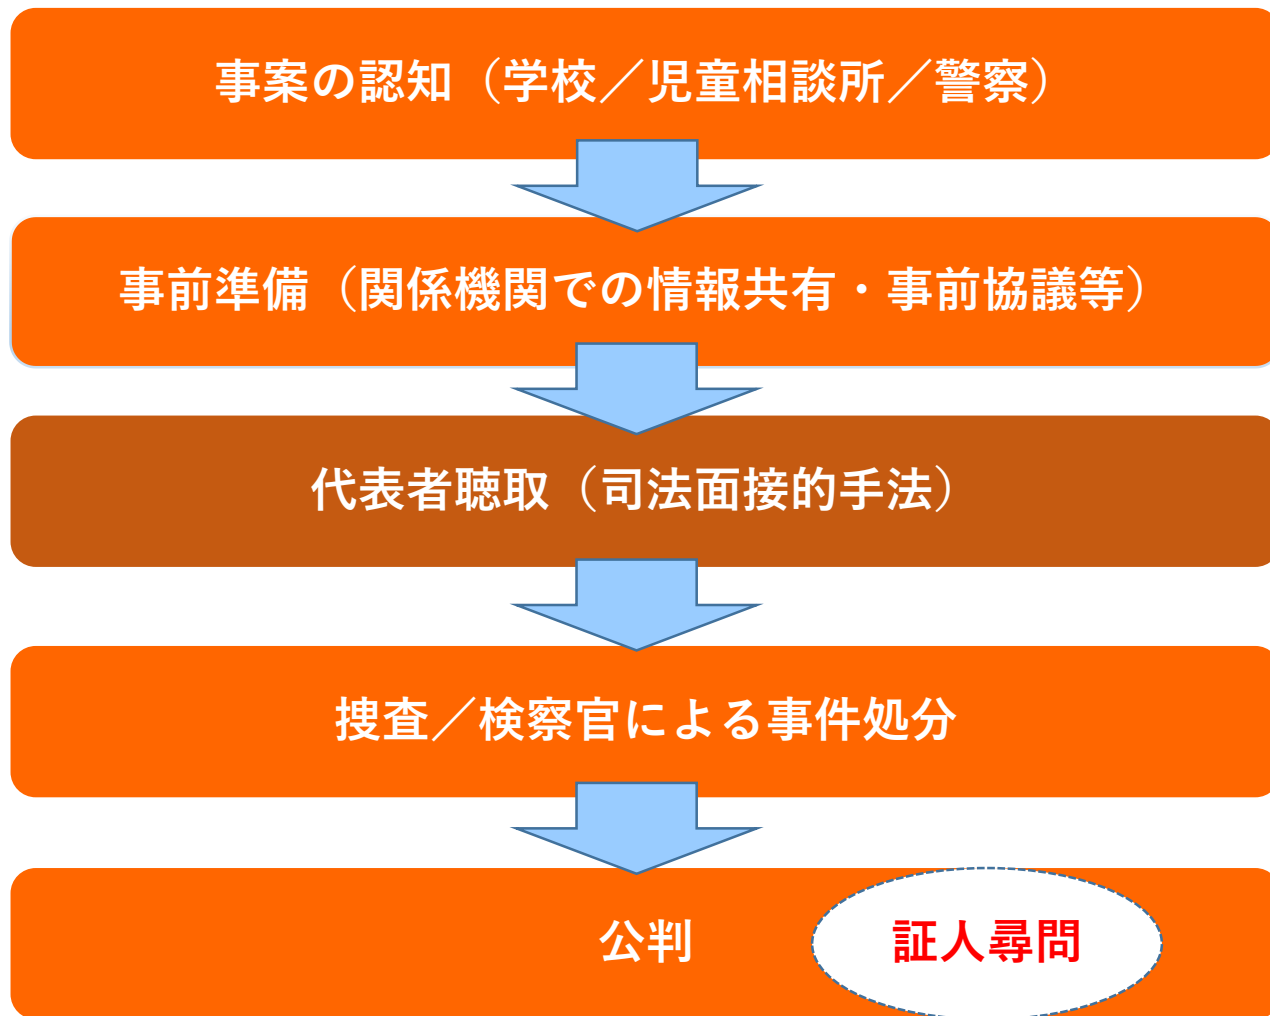 事案の認知（学校／児童相談所／警察）
事前準備（関係機関での情報共有・事前協議等）
代表者聴取（司法面接的手法）
捜査／検察官による事件処分
公判
証人尋問